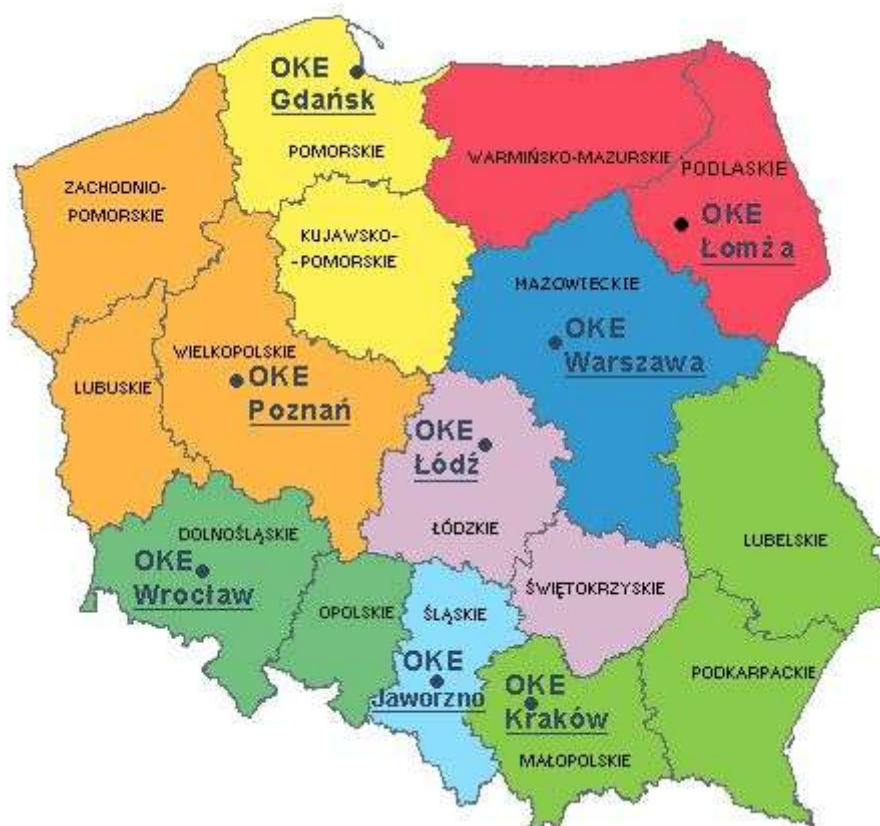 OKE
Gdańsk
POMORSKIE
WARMIŃSKO-MAZURSKIE
PODLASKIE
ZACHODNIO-
POMORSKIE
OKE
Łomża
KUJAWSKO-
-POMORSKIE
MAZOWIECKIE
OKE
Warszawa
WIELKOPOLSKIE
OKE
Poznań
LUBUSKIE
OKE
Łódź
ŁÓDZKIE
DOLNOŚLĄSKIE
OKE
Wrocław
LUBELSKIE
ŚWIĘTOKRZYSKIE
OPOLSKIE
ŚLĄSKIE
OKE
Jaworzno
OKE
Kraków
MAŁOPOLSKIE
PODKARPACKIE